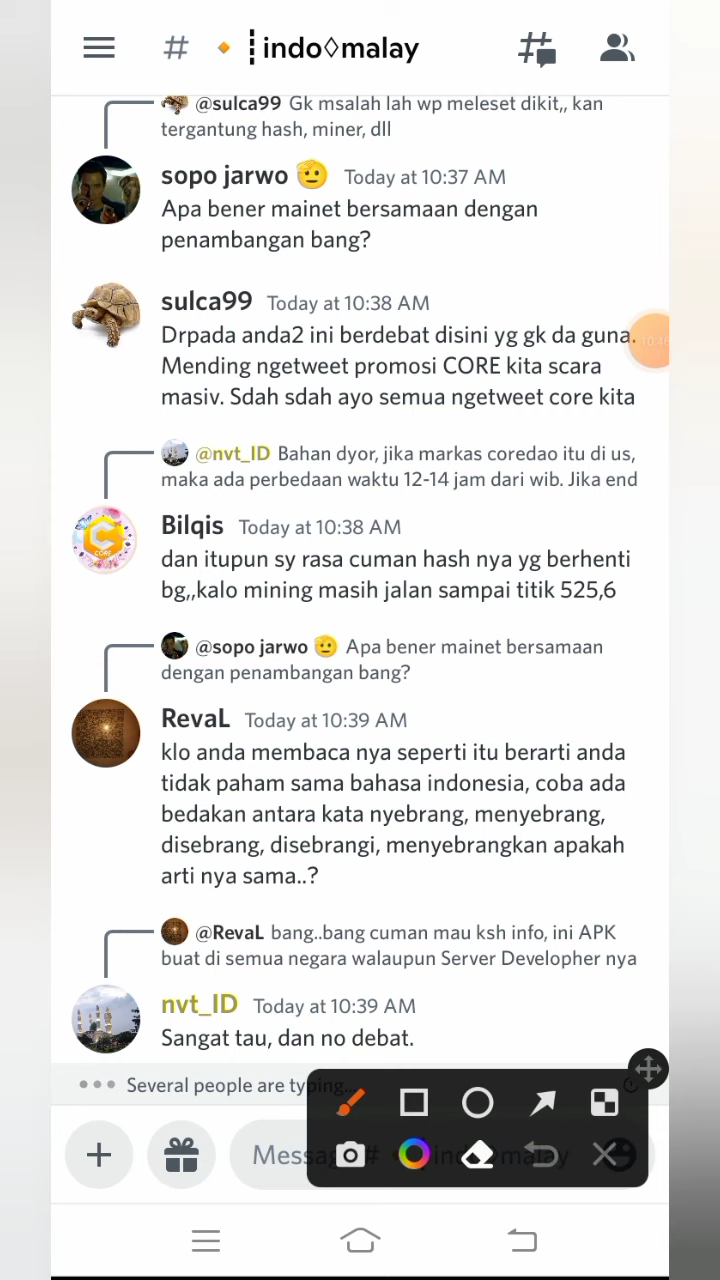 # 🔸┋indo◊malay
@sulca99 Gk msalah lah wp meleset dikit,, kan
tergantung hash, miner, dll
sopo jarwo 🫡 Today at 10:37 AM
Apa bener mainet bersamaan dengan
penambangan bang?
sulca99 Today at 10:38 AM
Drpada anda2 ini berdebat disini yg gk da guna.
Mending ngetweet promosi CORE kita scara
masiv. Sdah sdah ayo semua ngetweet core kita
10:46
@nvt_ID Bahan dyor, jika markas coredao itu di us,
maka ada perbedaan waktu 12-14 jam dari wib. Jika end
Bilqis Today at 10:38 AM
dan itupun sy rasa cuman hash nya yg berhenti
bg,,kalo mining masih jalan sampai titik 525,6
CORE
@sopo jarwo 🫡 Apa bener mainet bersamaan
dengan penambangan bang?
RevaL Today at 10:39 AM
klo anda membaca nya seperti itu berarti anda
tidak paham sama bahasa indonesia, coba ada
bedakan antara kata nyebrang, menyebrang,
disebrang, disebrangi, menyebrangkan apakah
arti nya sama..?
@RevaL bang..bang cuman mau ksh info, ini APK
buat di semua negara walaupun Server Developher nya
nvt_ID Today at 10:39 AM
Sangat tau, dan no debat.
Several people are typing...
Message # indo◊malay